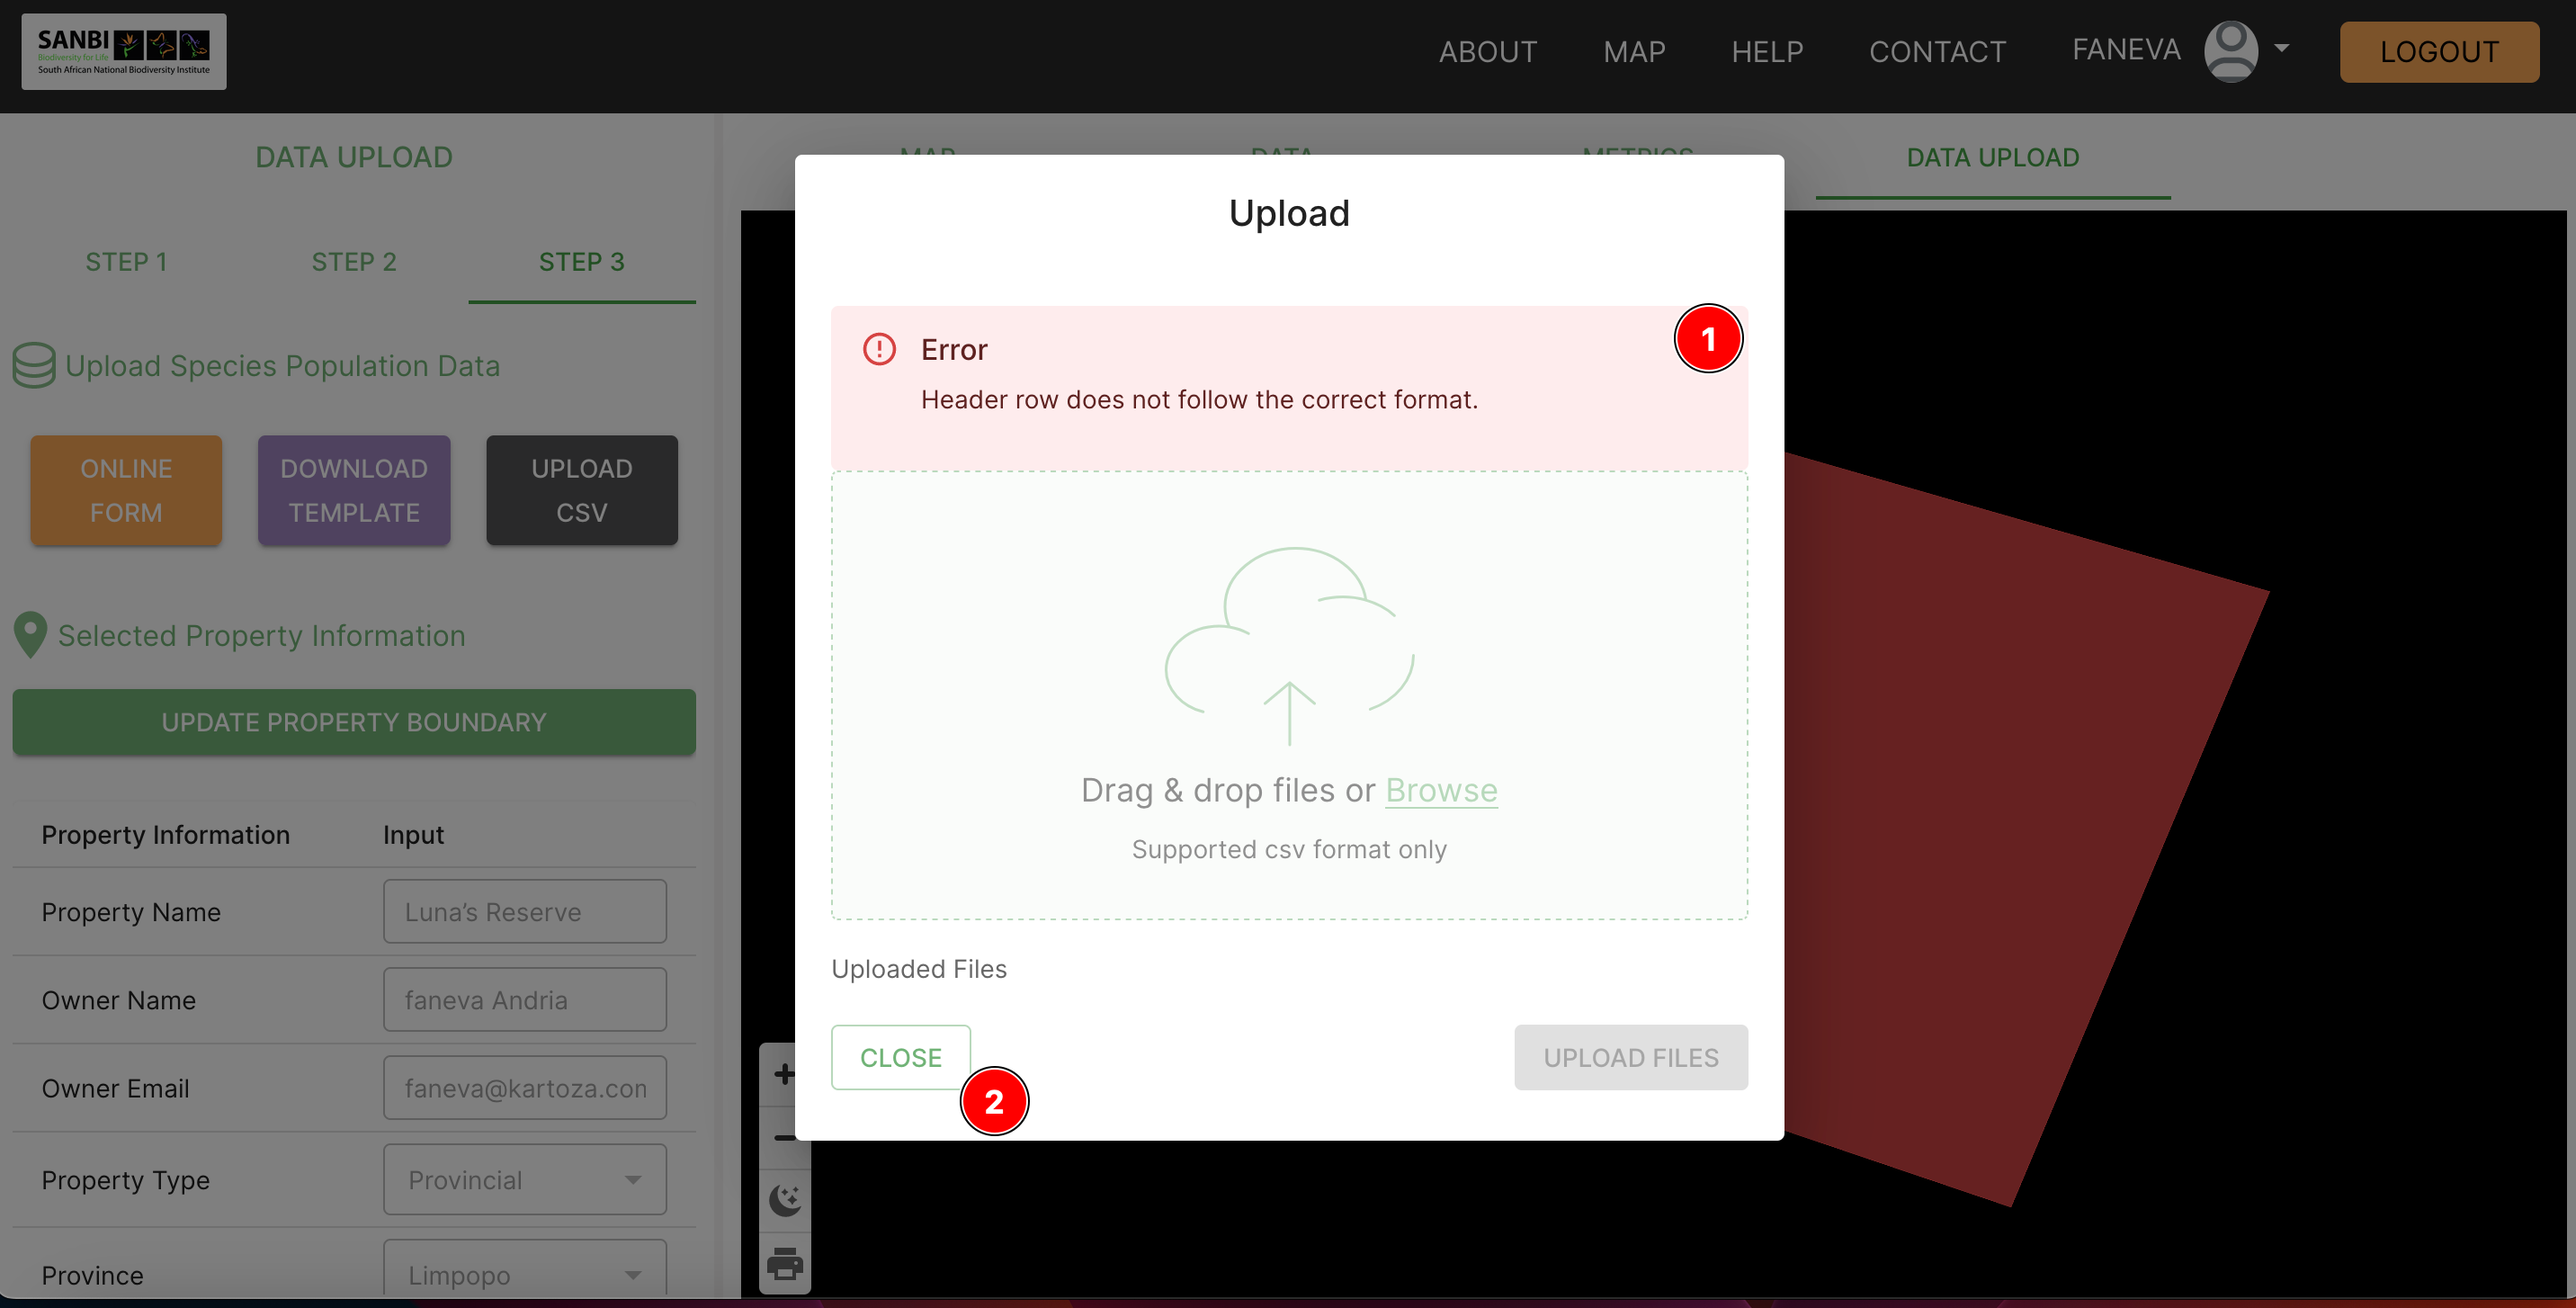 SANBI
Biodiversity for Life
South African National Biodiversity Institute
ABOUT
MAP
HELP
CONTACT
FANEVA
LOGOUT
DATA UPLOAD
MAP
DATA
METRICS
DATA UPLOAD
STEP 1
STEP 2
STEP 3
Upload Species Population Data
ONLINE
FORM
DOWNLOAD
TEMPLATE
UPLOAD
CSV
Selected Property Information
UPDATE PROPERTY BOUNDARY
Property Information
Input
Property Name
Luna’s Reserve
Owner Name
faneva Andria
Owner Email
faneva@kartoza.con
Property Type
Provincial
Province
Limpopo
Upload
Error
1
Header row does not follow the correct format.
Drag & drop files or Browse
Supported csv format only
Uploaded Files
CLOSE
2
UPLOAD FILES